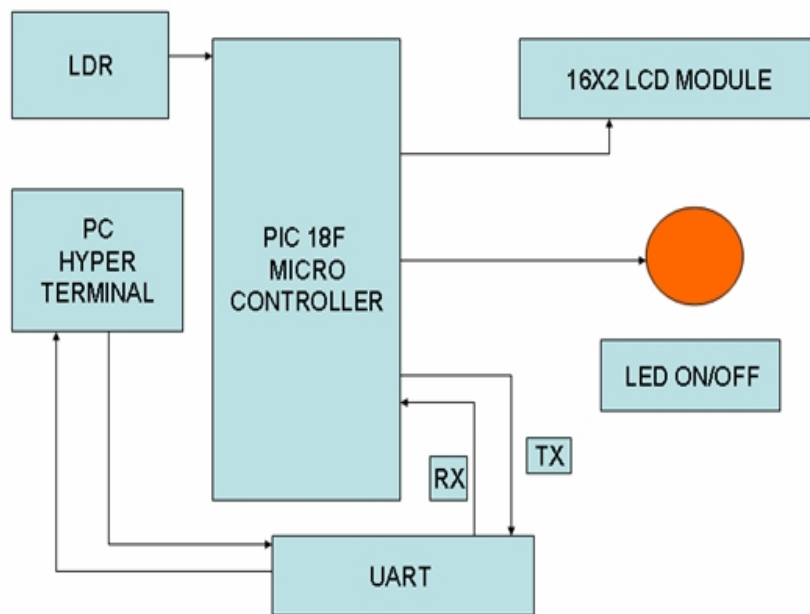 LDR
16X2 LCD MODULE
PC
HYPER
TERMINAL
PIC 18F
MICRO
CONTROLLER
LED ON/OFF
RX
TX
UART